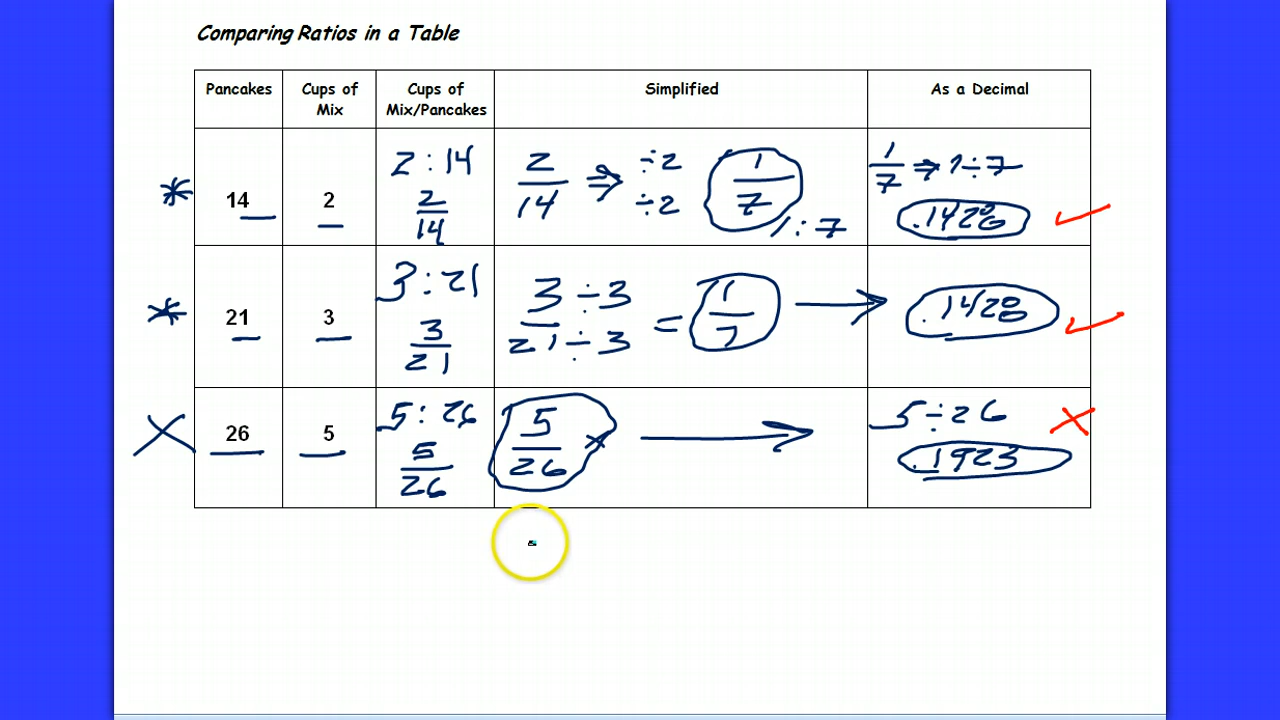 Comparing Ratios in a Table
Pancakes
Cups of
Mix
Cups of
Mix/Pancakes
Simplified
As a Decimal
14
2
2 : 14
2
14
2
14
÷2
÷2
1
7
1 : 7
1
7
1÷7
.1428
21
3
3 : 21
3
21
3 ÷ 3
21 ÷ 3
=
1
7
.1428
26
5
5 : 26
5
26
5
26
5÷26
.1923